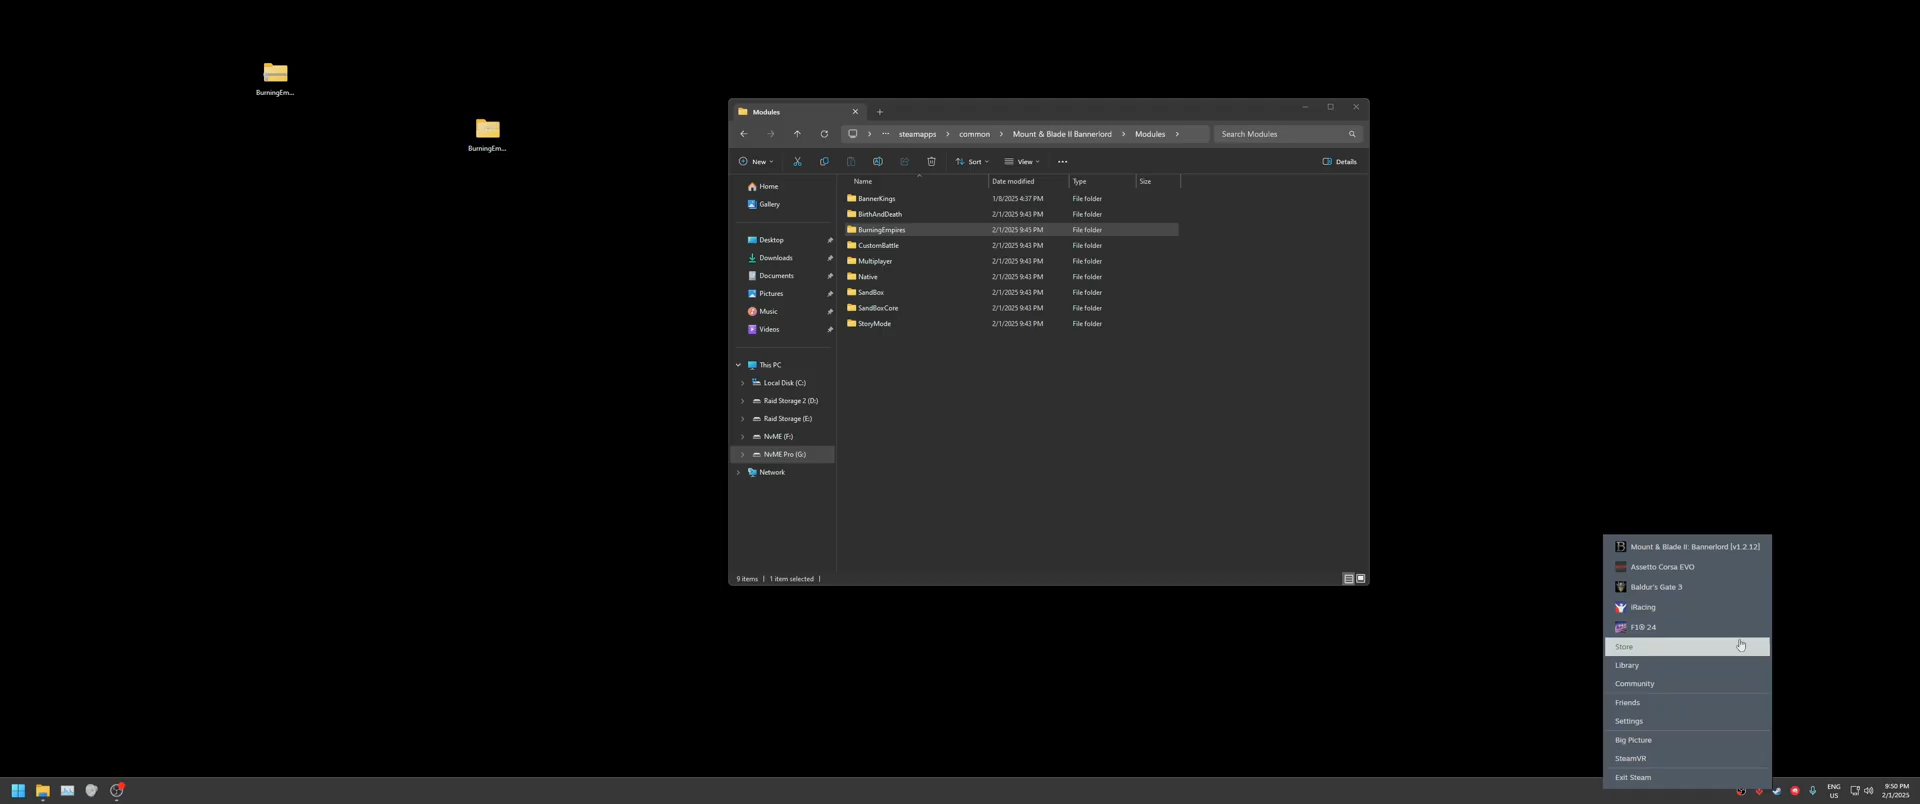 BurningEm...
BurningEm...
Modules
steamapps
common
Mount & Blade II Bannerlord
Modules
Search Modules
New
Sort
View
Details
Name
Date modified
Type
Size
Home
Gallery
Desktop
Downloads
Documents
Pictures
Music
Videos
This PC
Local Disk (C:)
Raid Storage 2 (D:)
Raid Storage (E:)
NvME (F:)
NvME Pro (G:)
Network
BannerKings 1/8/2025 4:37 PM File folder
BirthAndDeath 2/1/2025 9:43 PM File folder
BurningEmpires 2/1/2025 9:45 PM File folder
CustomBattle 2/1/2025 9:43 PM File folder
Multiplayer 2/1/2025 9:43 PM File folder
Native 2/1/2025 9:43 PM File folder
SandBox 2/1/2025 9:43 PM File folder
SandBoxCore 2/1/2025 9:43 PM File folder
StoryMode 2/1/2025 9:43 PM File folder
9 items 1 item selected
Mount & Blade II: Bannerlord [v1.2.12]
Assetto Corsa EVO
Baldur's Gate 3
iRacing
F1® 24
Store
Library
Community
Friends
Settings
Big Picture
SteamVR
Exit Steam
ENG
US
9:50 PM
2/1/2025